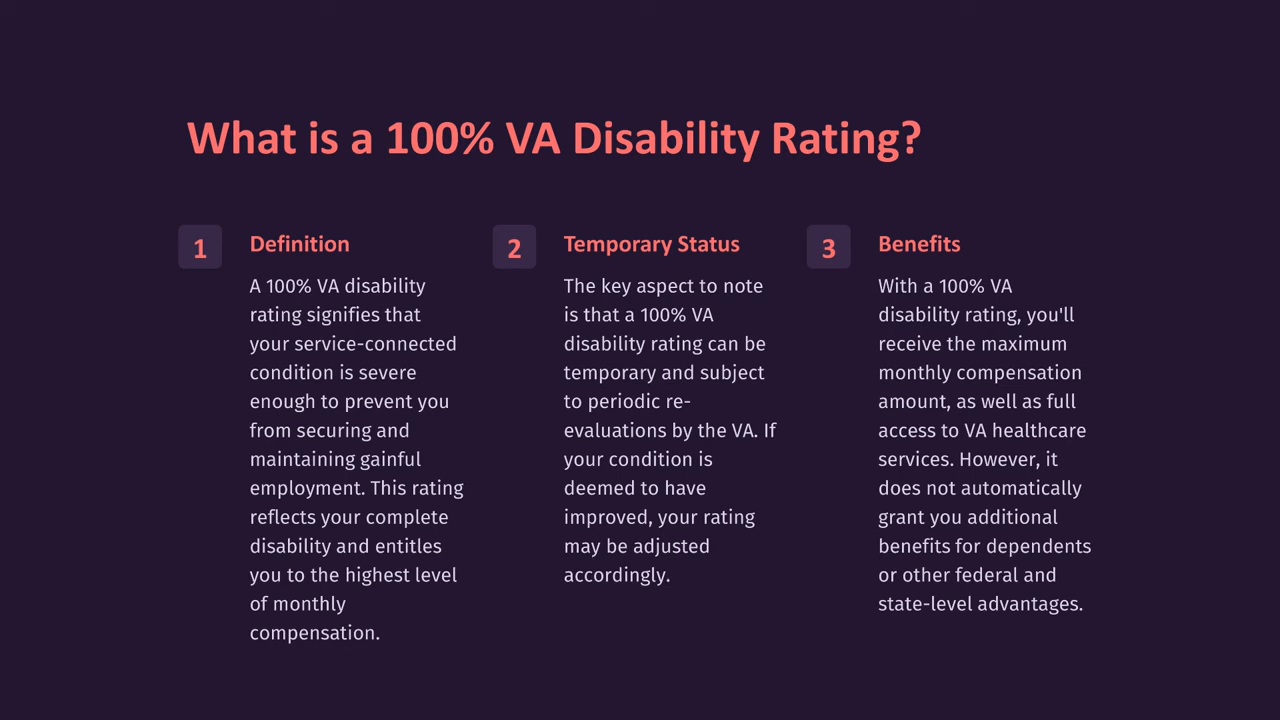 What is a 100% VA Disability Rating?
1
Definition
A 100% VA disability
rating signifies that
your service-connected
condition is severe
enough to prevent you
from securing and
maintaining gainful
employment. This rating
reflects your complete
disability and entitles
you to the highest level
of monthly
compensation.
2
Temporary Status
The key aspect to note
is that a 100% VA
disability rating can be
temporary and subject
to periodic re-
evaluations by the VA. If
your condition is
deemed to have
improved, your rating
may be adjusted
accordingly.
3
Benefits
With a 100% VA
disability rating, you'll
receive the maximum
monthly compensation
amount, as well as full
access to VA healthcare
services. However, it
does not automatically
grant you additional
benefits for dependents
or other federal and
state-level advantages.